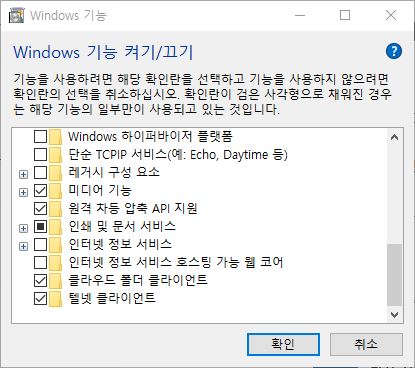 Windows 기능
Windows 기능 켜기/끄기
기능을 사용하려면 해당 확인란을 선택하고 기능을 사용하지 않으려면
확인란의 선택을 취소하십시오. 확인란이 검은 사각형으로 채워진 경우
는 해당 기능의 일부만이 사용되고 있는 것입니다.
Windows 하이퍼바이저 플랫폼
단순 TCPIP 서비스(예: Echo, Daytime 등)
레거시 구성 요소
미디어 기능
원격 차등 압축 API 지원
인쇄 및 문서 서비스
인터넷 정보 서비스
인터넷 정보 서비스 호스팅 가능 웹 코어
클라우드 폴더 클라이언트
텔넷 클라이언트
확인
취소